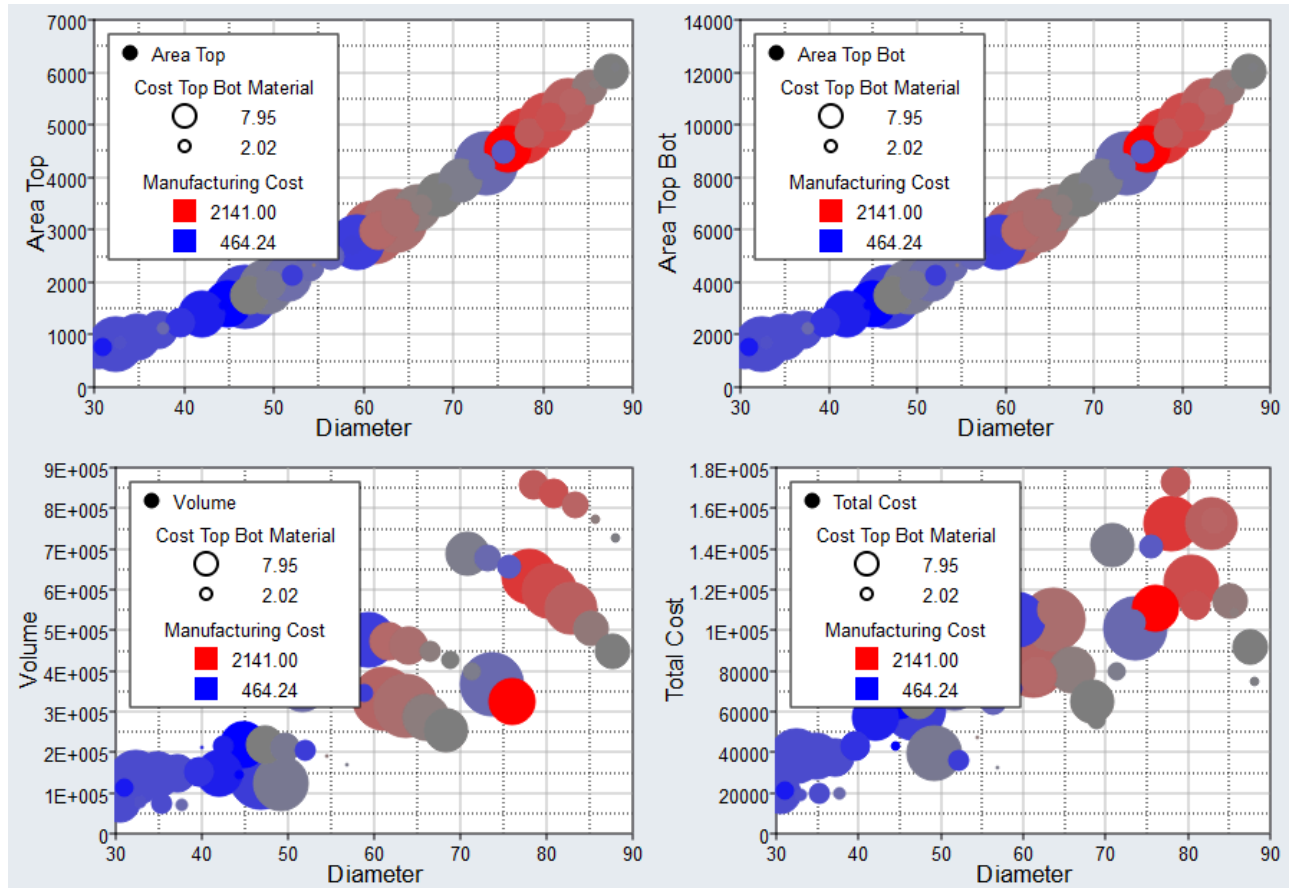 7000
6000
5000
4000
3000
2000
1000
0
Area Top
Area Top
Cost Top Bot Material
7.95
2.02
Manufacturing Cost
2141.00
464.24
30 40 50 60 70 80 90
Diameter
14000
12000
10000
8000
6000
4000
2000
0
Area Top Bot
Area Top Bot
Cost Top Bot Material
7.95
2.02
Manufacturing Cost
2141.00
464.24
30 40 50 60 70 80 90
Diameter
9E+005
8E+005
7E+005
6E+005
5E+005
4E+005
3E+005
2E+005
1E+005
0
Volume
Volume
Cost Top Bot Material
7.95
2.02
Manufacturing Cost
2141.00
464.24
30 40 50 60 70 80 90
Diameter
1.8E+005
1.6E+005
1.4E+005
1.2E+005
1E+005
80000
60000
40000
20000
0
Total Cost
Total Cost
Cost Top Bot Material
7.95
2.02
Manufacturing Cost
2141.00
464.24
30 40 50 60 70 80 90
Diameter